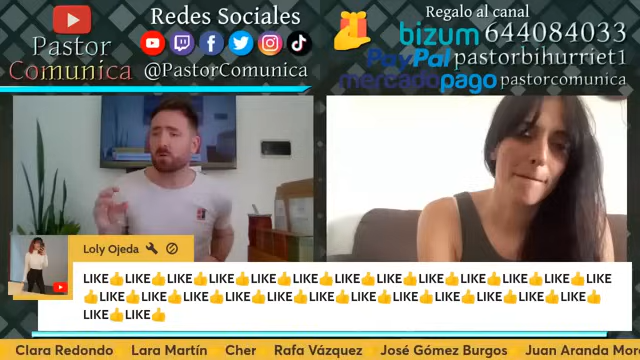 Pastor
Comunica
Redes Sociales
@PastorComunica
Regalo al canal
bizum 644084033
PayPal pastorbihurriet1
mercadopago pastorcomunica
Loly Ojeda
LIKE👍LIKE👍LIKE👍LIKE👍LIKE👍LIKE👍LIKE👍LIKE👍LIKE👍LIKE👍LIKE👍LIKE👍LIKE
👍LIKE👍LIKE👍LIKE👍LIKE👍LIKE👍LIKE👍LIKE👍LIKE👍LIKE👍LIKE👍LIKE👍LIKE👍
LIKE👍LIKE👍
Clara Redondo Lara Martín Cher Rafa Vázquez José Gómez Burgos Juan Aranda Mor